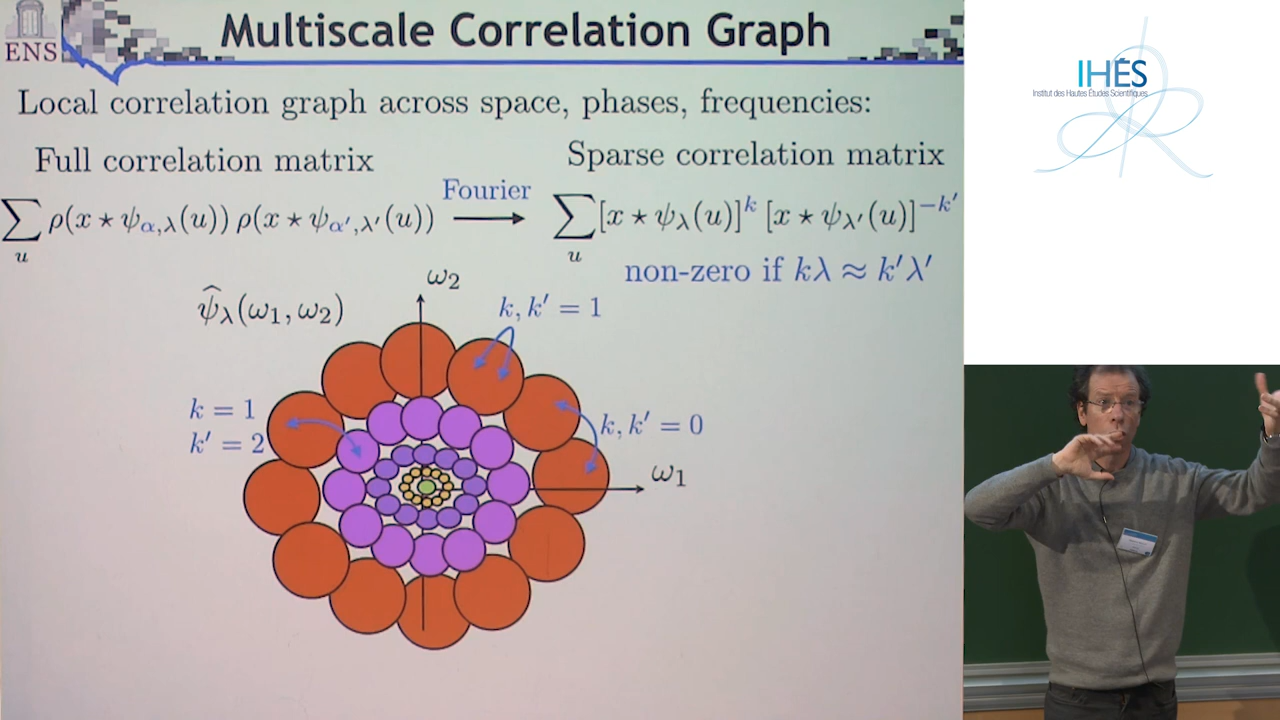 ENS
Multiscale Correlation Graph
Local correlation graph across space, phases, frequencies:
Full correlation matrix
Sparse correlation matrix
∑_u ρ(x ⋆ ψ_{α,λ}(u)) ρ(x ⋆ ψ_{α′,λ′}(u))
Fourier
∑_u [x ⋆ ψ_λ(u)]^k [x ⋆ ψ_{λ′}(u)]^{−k′}
non-zero if kλ ≈ k′λ′
ω₂
ψ̂_λ(ω₁, ω₂)
k, k′ = 1
k = 1
k′ = 2
k, k′ = 0
ω₁
IHÉS
Institut des Hautes Études Scientifiques